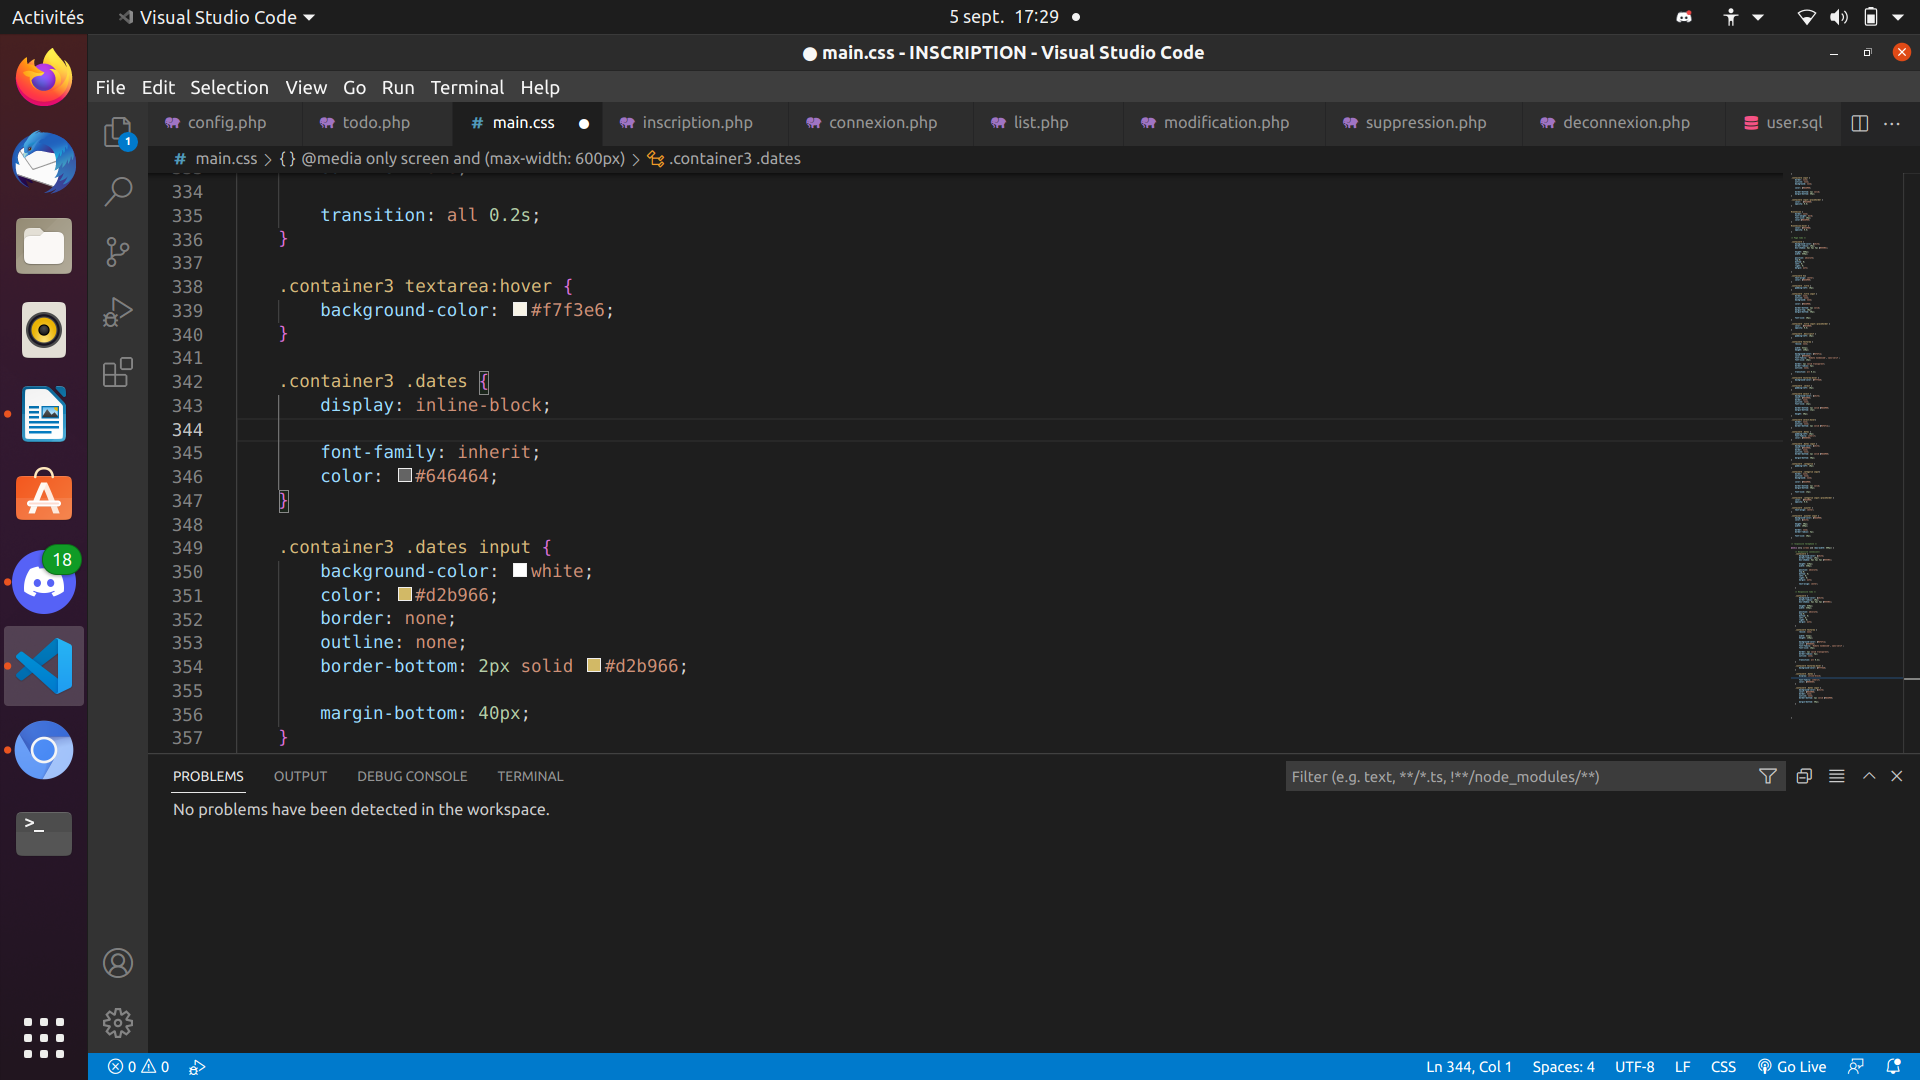 Activités
Visual Studio Code
5 sept. 17:29
● main.css - INSCRIPTION - Visual Studio Code
File Edit Selection View Go Run Terminal Help
config.php
todo.php
# main.css
inscription.php
connexion.php
list.php
modification.php
suppression.php
deconnexion.php
user.sql
1
# main.css > {} @media only screen and (max-width: 600px) > .container3 .dates
334
335 transition: all 0.2s;
336 }
337
338 .container3 textarea:hover {
339 background-color: #f7f3e6;
340 }
341
342 .container3 .dates {
343 display: inline-block;
344
345 font-family: inherit;
346 color: #646464;
347 }
348
349 .container3 .dates input {
350 background-color: white;
351 color: #d2b966;
352 border: none;
353 outline: none;
354 border-bottom: 2px solid #d2b966;
355
356 margin-bottom: 40px;
357 }
18
>_
PROBLEMS OUTPUT DEBUG CONSOLE TERMINAL
Filter (e.g. text, **/*.ts, !**/node_modules/**)
No problems have been detected in the workspace.
0 0
Ln 344, Col 1 Spaces: 4 UTF-8 LF CSS Go Live